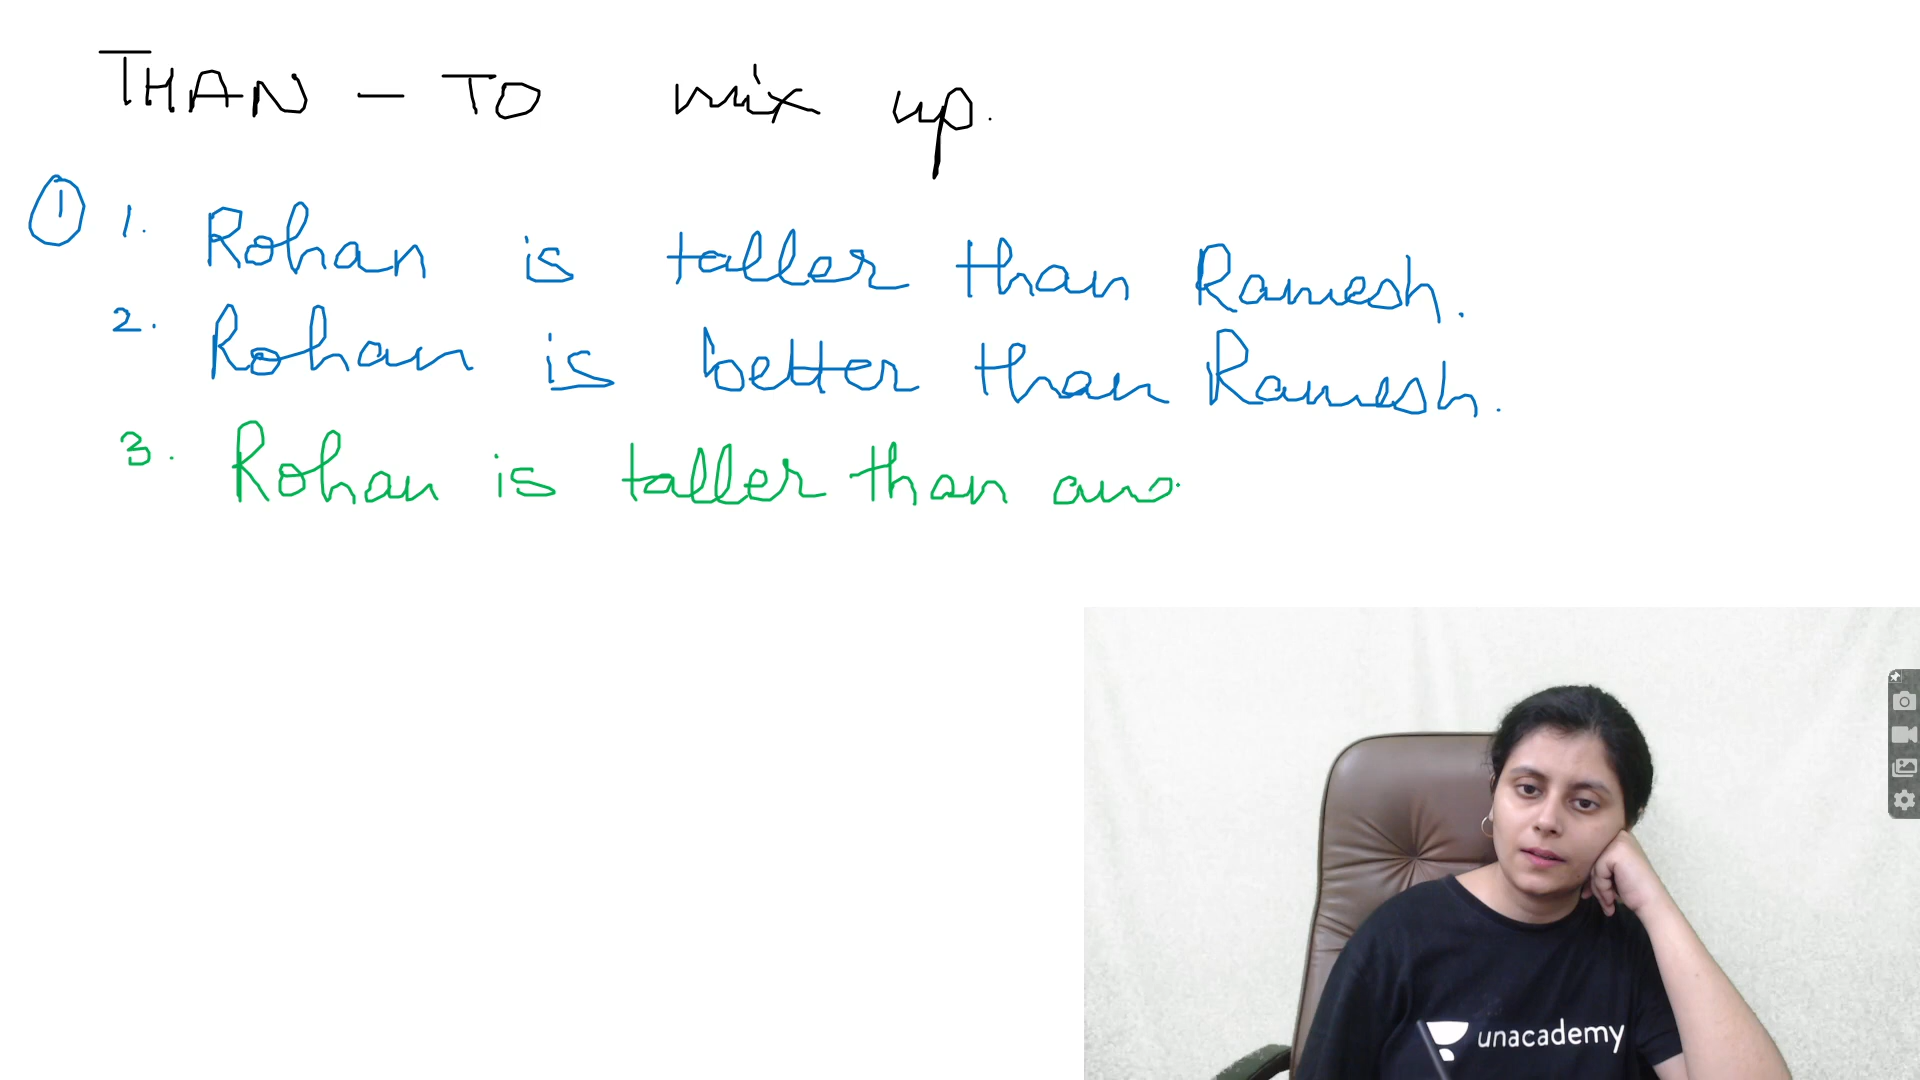 THAN - TO mix up.
① 1. Rohan is taller than Ramesh.
2. Rohan is better than Ramesh.
3. Rohan is taller than ano
unacademy